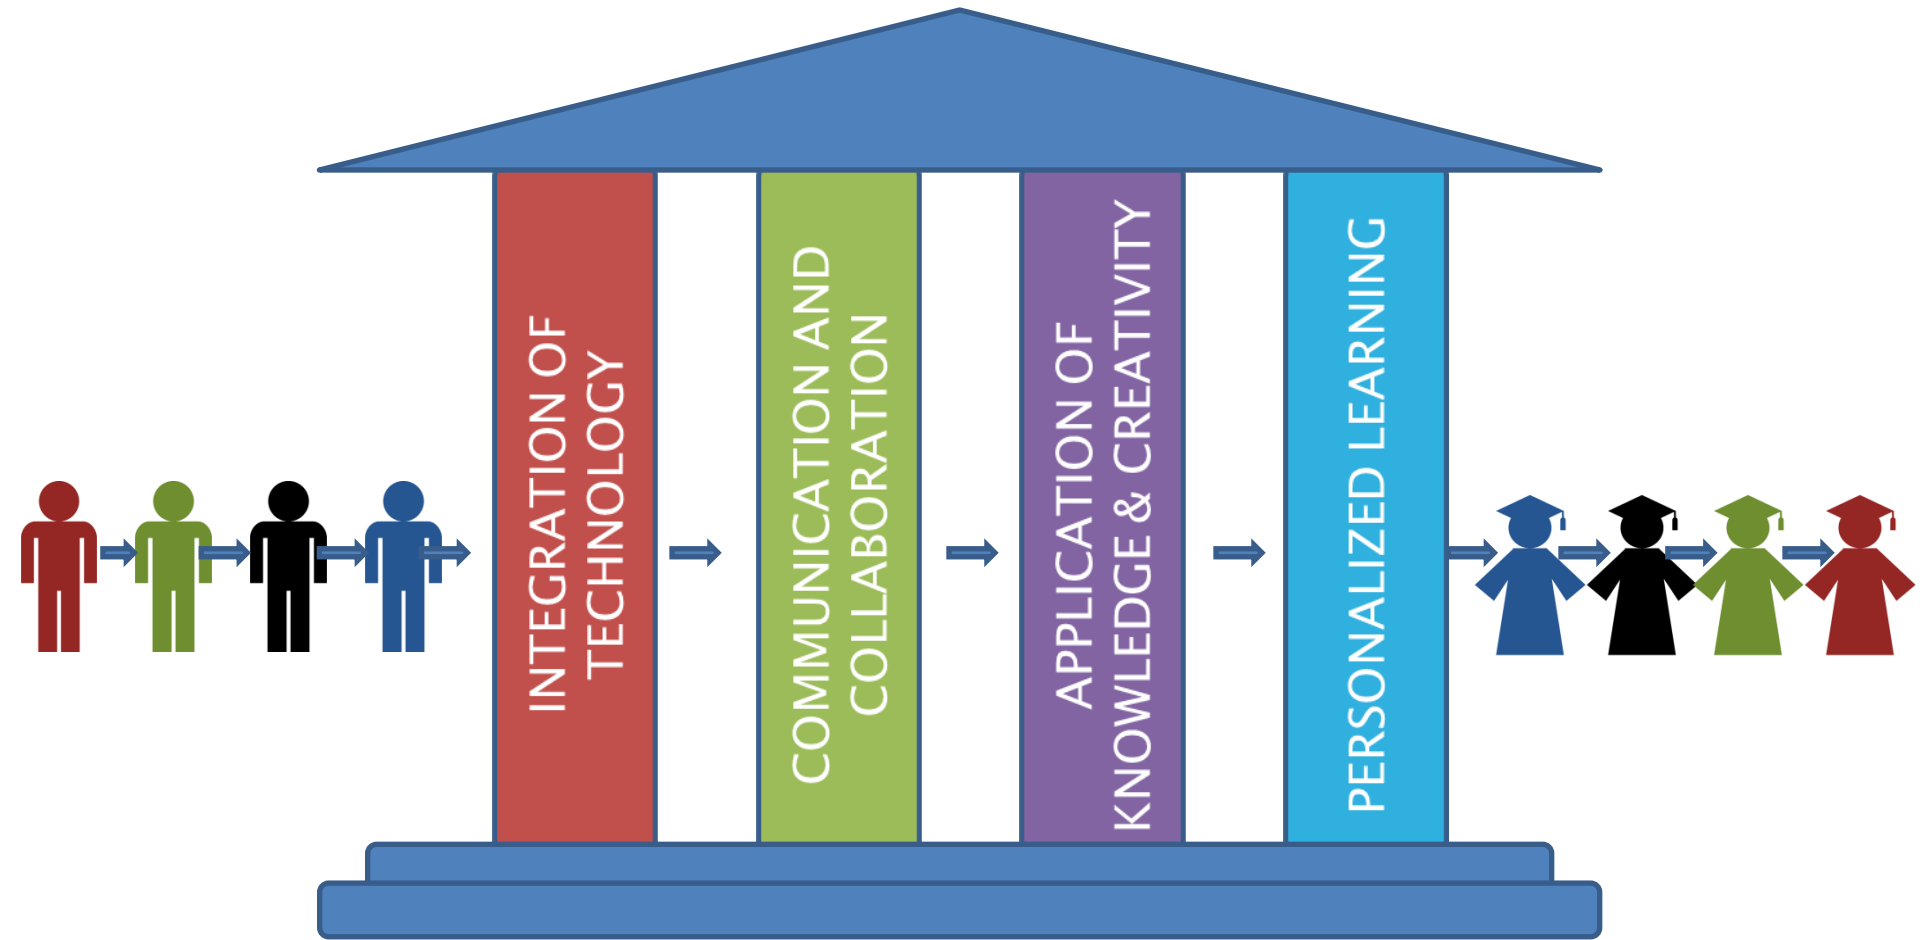 INTEGRATION OF
TECHNOLOGY
COMMUNICATION AND
COLLABORATION
APPLICATION OF
KNOWLEDGE & CREATIVITY
PERSONALIZED LEARNING